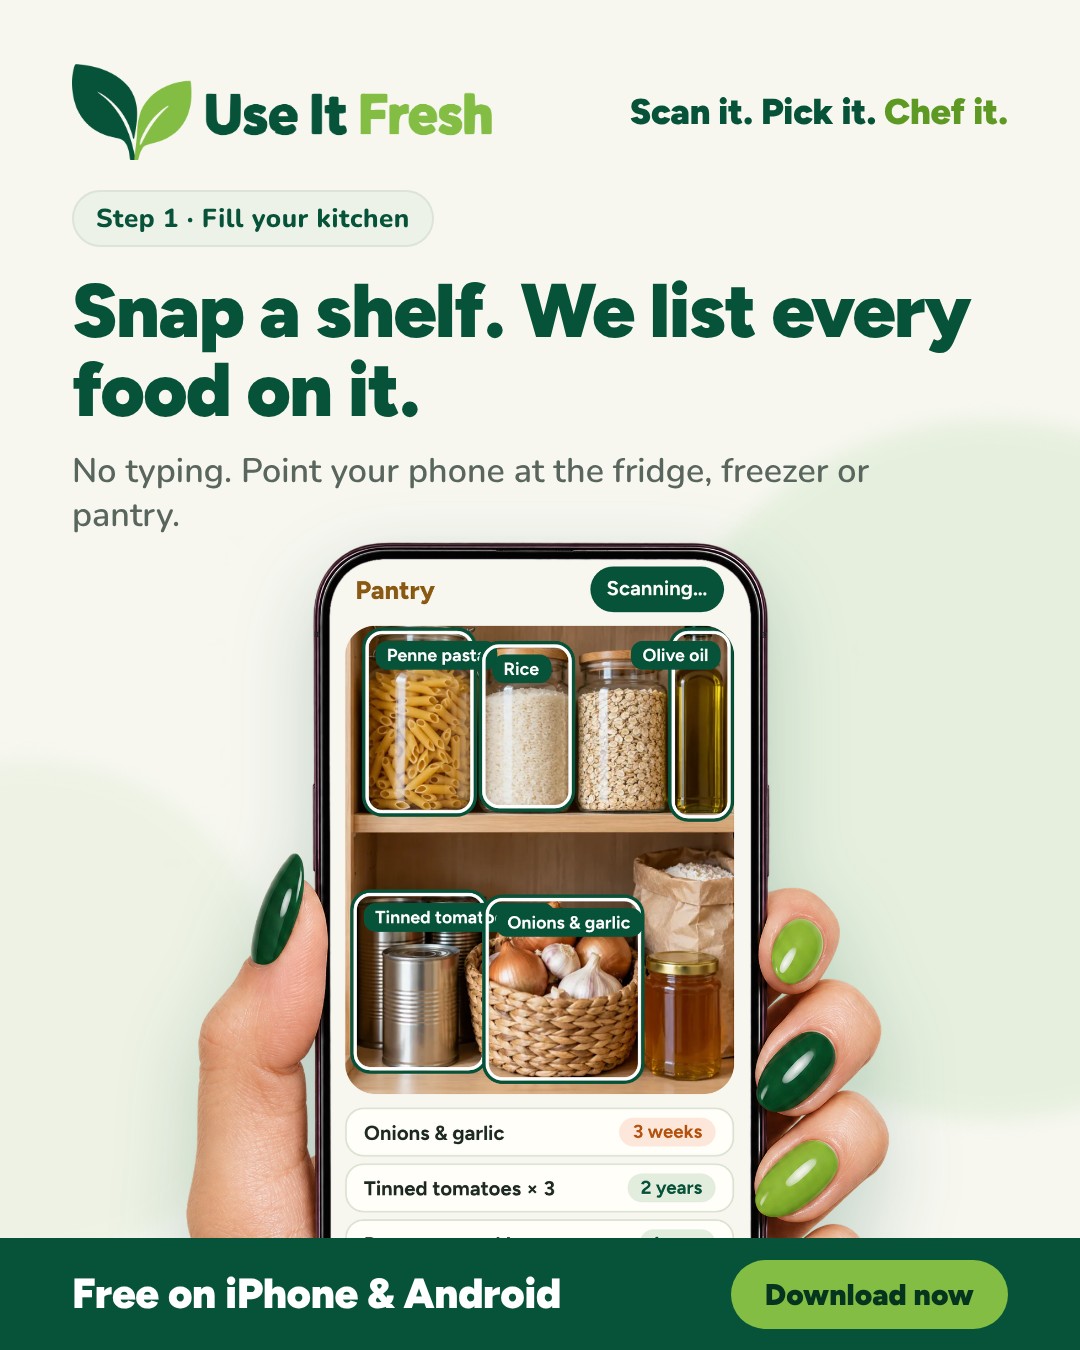 Use It Fresh
Scan it. Pick it. Chef it.
Step 1 · Fill your kitchen
Snap a shelf. We list every
food on it.
No typing. Point your phone at the fridge, freezer or
pantry.
Pantry
Scanning...
Penne pasta
Rice
Olive oil
Tinned tomato
Onions & garlic
Onions & garlic
3 weeks
Tinned tomatoes × 3
2 years
Free on iPhone & Android
Download now